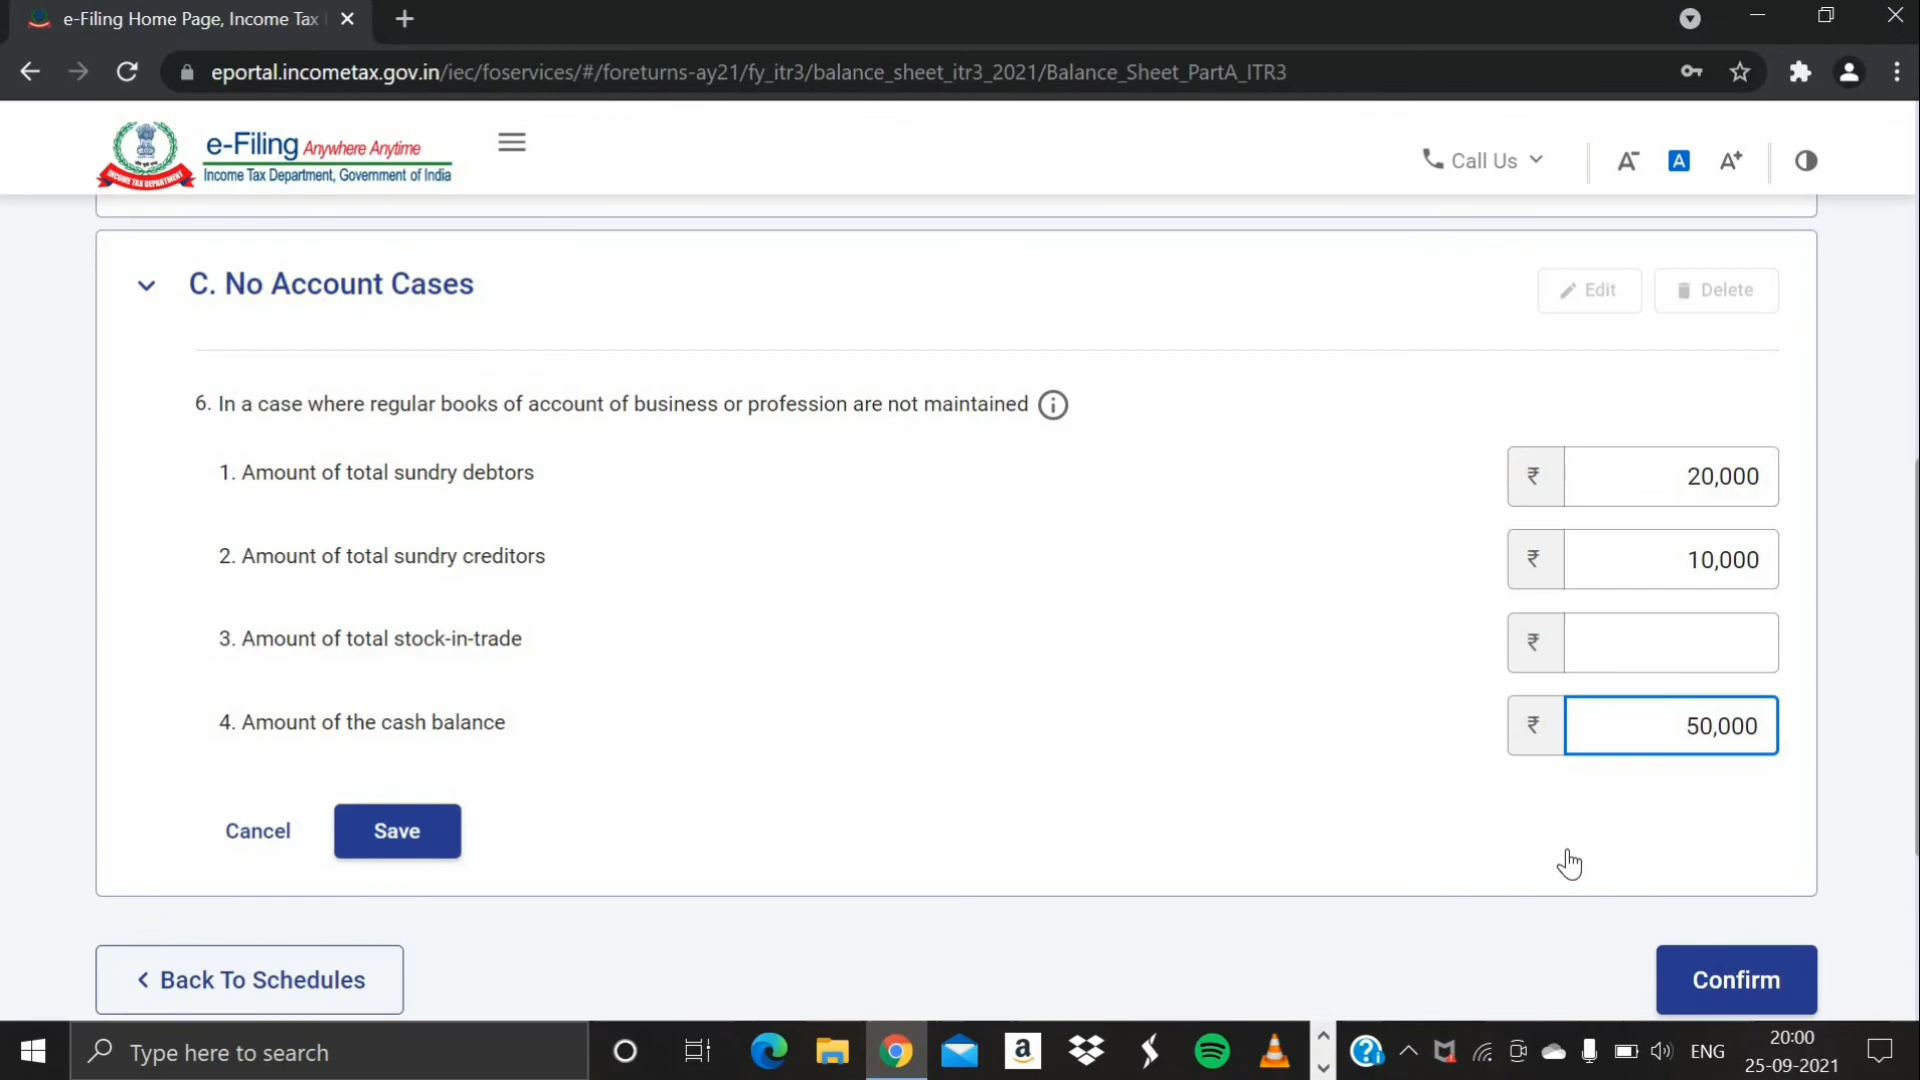 e-Filing Home Page, Income Tax
eportal.incometax.gov.in/iec/foservices/#/foreturns-ay21/fy_itr3/balance_sheet_itr3_2021/Balance_Sheet_PartA_ITR3
e-Filing Anywhere Anytime
Income Tax Department, Government of India
INCOME TAX DEPARTMENT
Call Us
A-
A
A+
C. No Account Cases
Edit
Delete
6. In a case where regular books of account of business or profession are not maintained
1. Amount of total sundry debtors
₹ 20,000
2. Amount of total sundry creditors
₹ 10,000
3. Amount of total stock-in-trade
₹
4. Amount of the cash balance
₹ 50,000
Cancel
Save
Back To Schedules
Confirm
Type here to search
a
ENG
20:00
25-09-2021